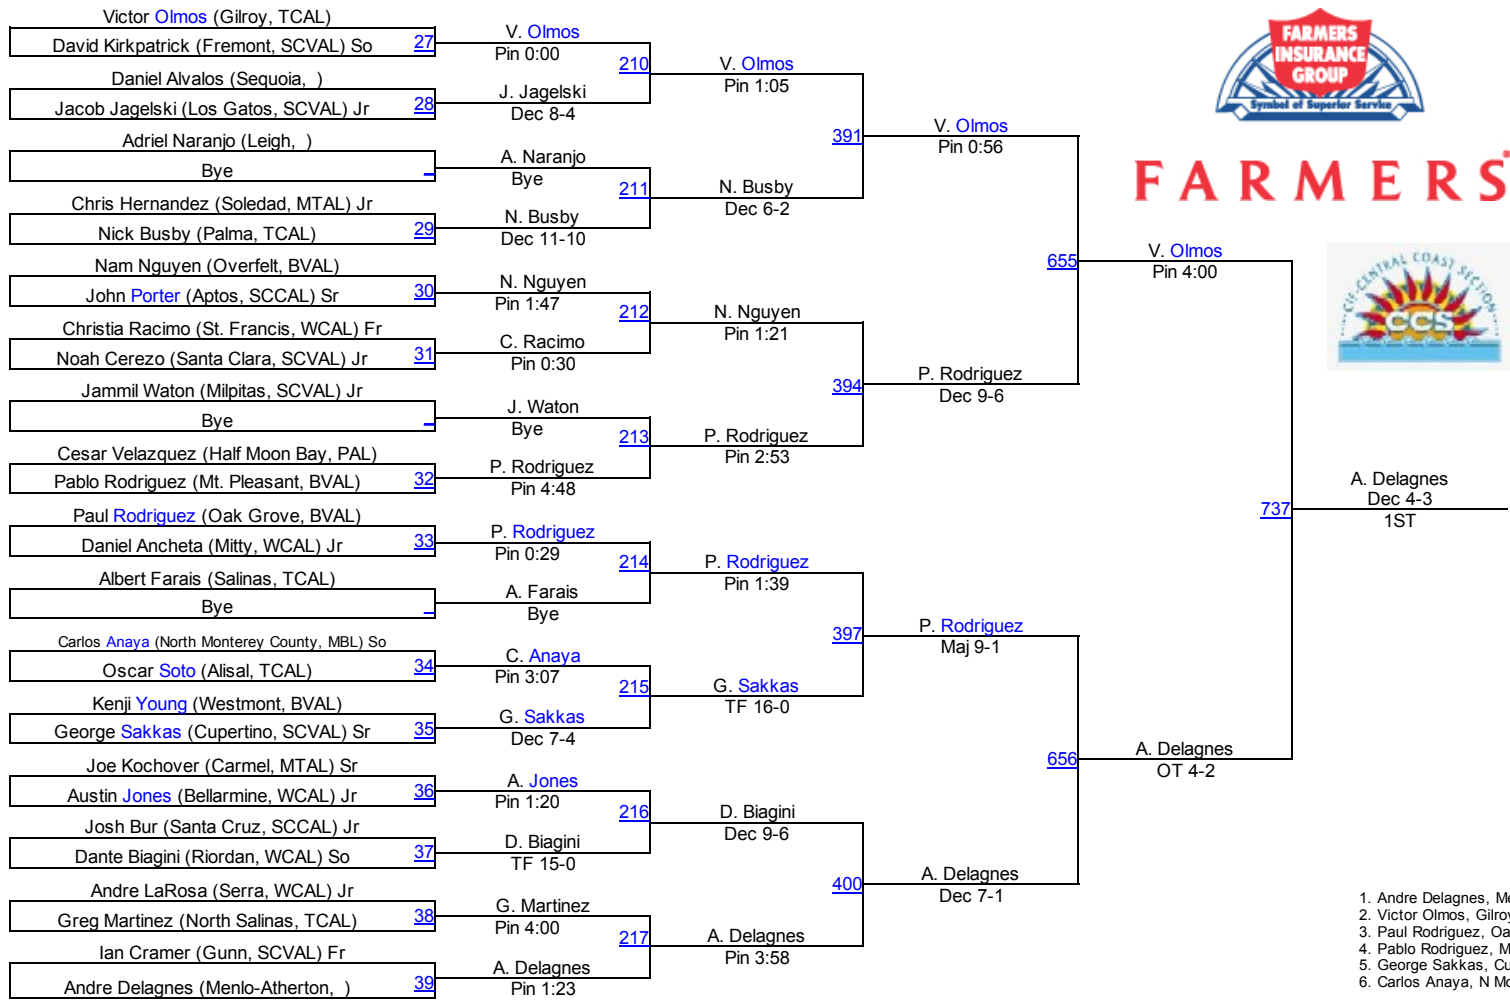 Victor Olmos (Gilroy, TCAL)
David Kirkpatrick (Fremont, SCVAL) So
27
Daniel Alvalos (Sequoia, )
Jacob Jagelski (Los Gatos, SCVAL) Jr
28
Adriel Naranjo (Leigh, )
Bye
Chris Hernandez (Soledad, MTAL) Jr
Nick Busby (Palma, TCAL)
29
Nam Nguyen (Overfelt, BVAL)
John Porter (Aptos, SCCAL) Sr
30
Christia Racimo (St. Francis, WCAL) Fr
Noah Cerezo (Santa Clara, SCVAL) Jr
31
Jammil Waton (Milpitas, SCVAL) Jr
Bye
Cesar Velazquez (Half Moon Bay, PAL)
Pablo Rodriguez (Mt. Pleasant, BVAL)
32
Paul Rodriguez (Oak Grove, BVAL)
Daniel Ancheta (Mitty, WCAL) Jr
33
Albert Farais (Salinas, TCAL)
Bye
Carlos Anaya (North Monterey County, MBL) So
Oscar Soto (Alisal, TCAL)
34
Kenji Young (Westmont, BVAL)
George Sakkas (Cupertino, SCVAL) Sr
35
Joe Kochover (Carmel, MTAL) Sr
Austin Jones (Bellarmine, WCAL) Jr
36
Josh Bur (Santa Cruz, SCCAL) Jr
Dante Biagini (Riordan, WCAL) So
37
Andre LaRosa (Serra, WCAL) Jr
Greg Martinez (North Salinas, TCAL)
38
Ian Cramer (Gunn, SCVAL) Fr
Andre Delagnes (Menlo-Atherton, )
39
V. Olmos
Pin 0:00
210
J. Jagelski
Dec 8-4
A. Naranjo
Bye
211
N. Busby
Dec 11-10
N. Nguyen
Pin 1:47
212
C. Racimo
Pin 0:30
J. Waton
Bye
213
P. Rodriguez
Pin 4:48
P. Rodriguez
Pin 0:29
214
A. Farais
Bye
C. Anaya
Pin 3:07
215
G. Sakkas
Dec 7-4
A. Jones
Pin 1:20
216
D. Biagini
TF 15-0
G. Martinez
Pin 4:00
217
A. Delagnes
Pin 1:23
V. Olmos
Pin 1:05
391
N. Busby
Dec 6-2
N. Nguyen
Pin 1:21
394
P. Rodriguez
Pin 2:53
P. Rodriguez
Pin 1:39
397
G. Sakkas
TF 16-0
D. Biagini
Dec 9-6
400
A. Delagnes
Pin 3:58
V. Olmos
Pin 0:56
655
P. Rodriguez
Dec 9-6
P. Rodriguez
Maj 9-1
656
A. Delagnes
Dec 7-1
V. Olmos
Pin 4:00
737
A. Delagnes
OT 4-2
A. Delagnes
Dec 4-3
1ST
FARMERS
INSURANCE
GROUP
Symbol of Superior Service
FARMERS
CIF-CENTRAL COAST SECTION
CCS
1. Andre Delagnes, Me
2. Victor Olmos, Gilroy
3. Paul Rodriguez, Oa
4. Pablo Rodriguez, M
5. George Sakkas, Cu
6. Carlos Anaya, N Mo